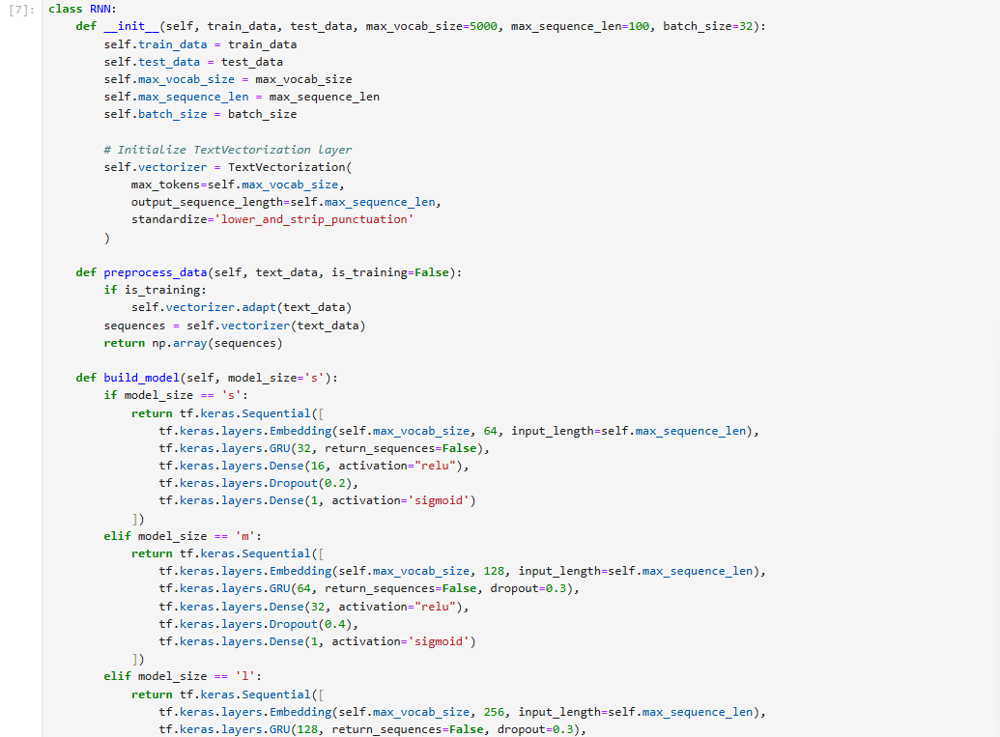 [7]: class RNN:
    def __init__(self, train_data, test_data, max_vocab_size=5000, max_sequence_len=100, batch_size=32):
        self.train_data = train_data
        self.test_data = test_data
        self.max_vocab_size = max_vocab_size
        self.max_sequence_len = max_sequence_len
        self.batch_size = batch_size

        # Initialize TextVectorization layer
        self.vectorizer = TextVectorization(
            max_tokens=self.max_vocab_size,
            output_sequence_length=self.max_sequence_len,
            standardize='lower_and_strip_punctuation'
        )

    def preprocess_data(self, text_data, is_training=False):
        if is_training:
            self.vectorizer.adapt(text_data)
        sequences = self.vectorizer(text_data)
        return np.array(sequences)

    def build_model(self, model_size='s'):
        if model_size == 's':
            return tf.keras.Sequential([
                tf.keras.layers.Embedding(self.max_vocab_size, 64, input_length=self.max_sequence_len),
                tf.keras.layers.GRU(32, return_sequences=False),
                tf.keras.layers.Dense(16, activation="relu"),
                tf.keras.layers.Dropout(0.2),
                tf.keras.layers.Dense(1, activation='sigmoid')
            ])
        elif model_size == 'm':
            return tf.keras.Sequential([
                tf.keras.layers.Embedding(self.max_vocab_size, 128, input_length=self.max_sequence_len),
                tf.keras.layers.GRU(64, return_sequences=False, dropout=0.3),
                tf.keras.layers.Dense(32, activation="relu"),
                tf.keras.layers.Dropout(0.4),
                tf.keras.layers.Dense(1, activation='sigmoid')
            ])
        elif model_size == 'l':
            return tf.keras.Sequential([
                tf.keras.layers.Embedding(self.max_vocab_size, 256, input_length=self.max_sequence_len),
                tf.keras.layers.GRU(128, return_sequences=False, dropout=0.3),